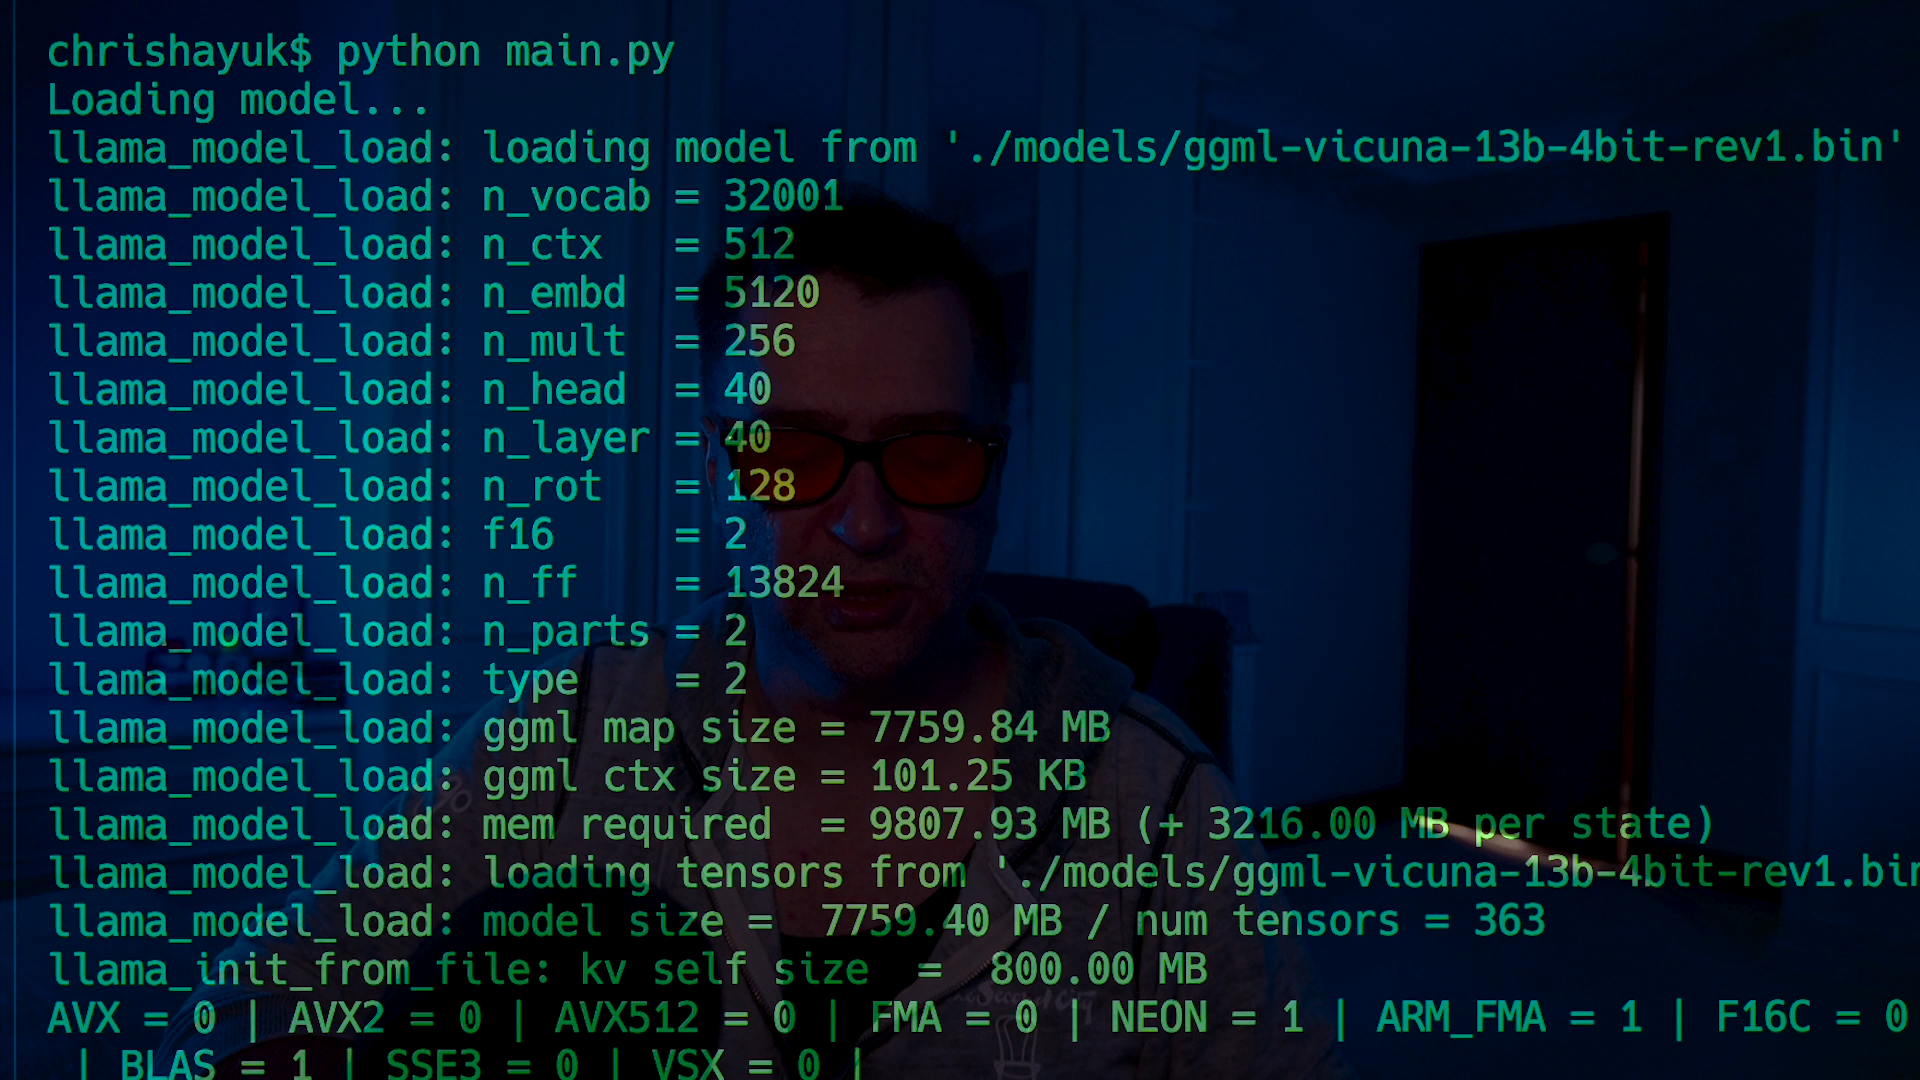 chrishayuk$ python main.py
Loading model...
llama_model_load: loading model from './models/ggml-vicuna-13b-4bit-rev1.bin'
llama_model_load: n_vocab = 32001
llama_model_load: n_ctx   = 512
llama_model_load: n_embd  = 5120
llama_model_load: n_mult  = 256
llama_model_load: n_head  = 40
llama_model_load: n_layer = 40
llama_model_load: n_rot   = 128
llama_model_load: f16     = 2
llama_model_load: n_ff    = 13824
llama_model_load: n_parts = 2
llama_model_load: type    = 2
llama_model_load: ggml map size = 7759.84 MB
llama_model_load: ggml ctx size = 101.25 KB
llama_model_load: mem required  = 9807.93 MB (+ 3216.00 MB per state)
llama_model_load: loading tensors from './models/ggml-vicuna-13b-4bit-rev1.bin
llama_model_load: model size =  7759.40 MB / num tensors = 363
llama_init_from_file: kv self size  =  800.00 MB
AVX = 0 | AVX2 = 0 | AVX512 = 0 | FMA = 0 | NEON = 1 | ARM_FMA = 1 | F16C = 0
| BLAS = 1 | SSE3 = 0 | VSX = 0 |